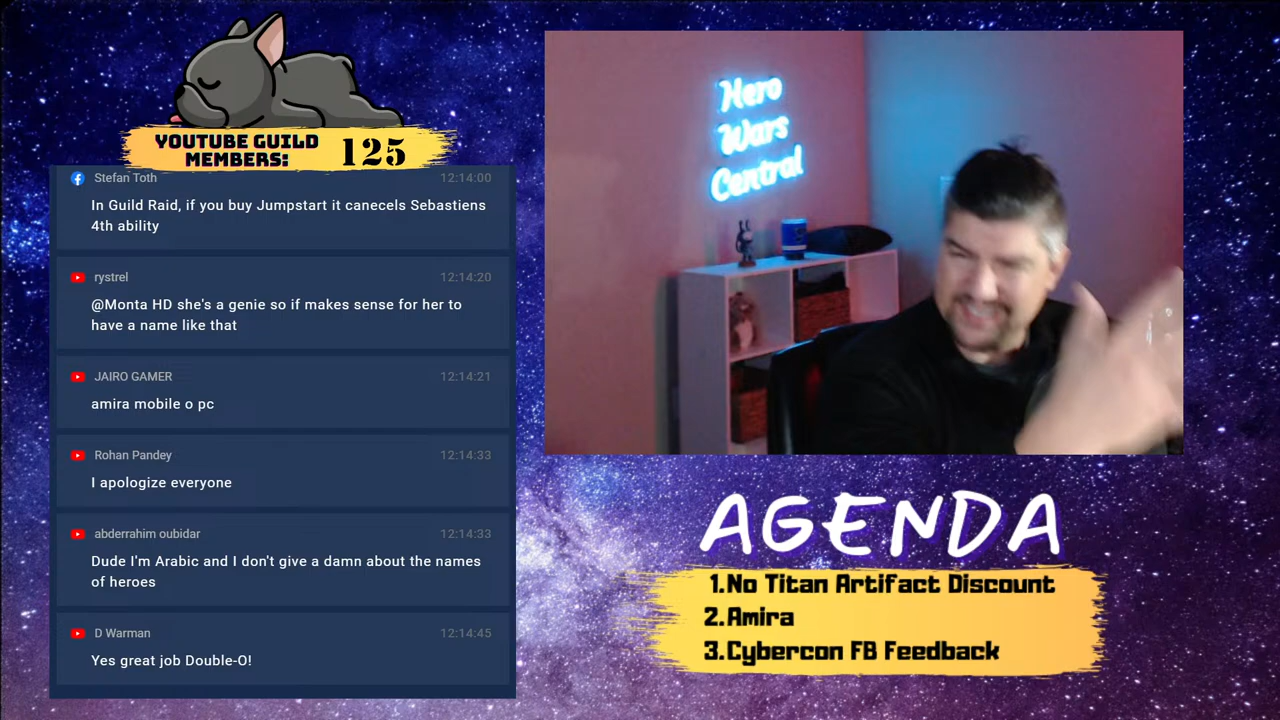 YOUTUBE GUILD
MEMBERS:
125
Stefan Toth 12:14:00
In Guild Raid, if you buy Jumpstart it canecels Sebastiens
4th ability
rystrel 12:14:20
@Monta HD she's a genie so if makes sense for her to
have a name like that
JAIRO GAMER 12:14:21
amira mobile o pc
Rohan Pandey 12:14:33
I apologize everyone
abderrahim oubidar 12:14:33
Dude I'm Arabic and I don't give a damn about the names
of heroes
D Warman 12:14:45
Yes great job Double-O!
Hero
Wars
Central
AGENDA
1.No Titan Artifact Discount
2.Amira
3.Cybercon FB Feedback